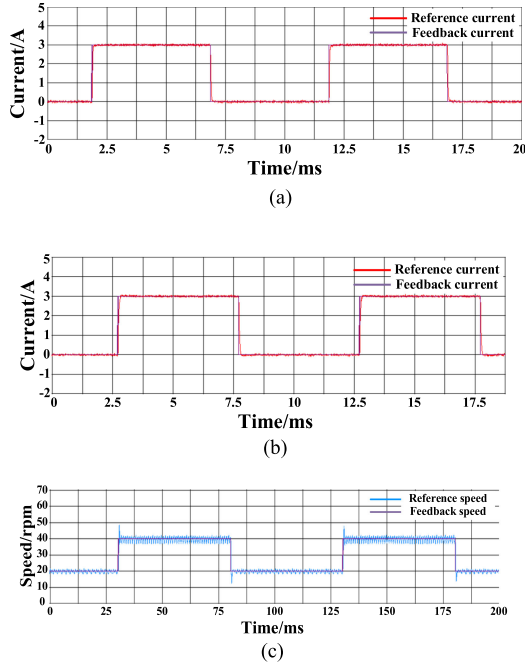 (a)
Reference current
Feedback current
Current/A
5
4
3
2
1
0
-1
-2
0 2.5 5 7.5 10 12.5 15 17.5 20
Time/ms
(a)
Reference current
Feedback current
Current/A
5
4
3
2
1
0
-1
-2
0 2.5 5 7.5 10 12.5 15 17.5
Time/ms
(b)
Reference speed
Feedback speed
Speed/rpm
70
60
50
40
30
20
10
0
0 25 50 75 100 125 150 175 200
Time/ms
(c)